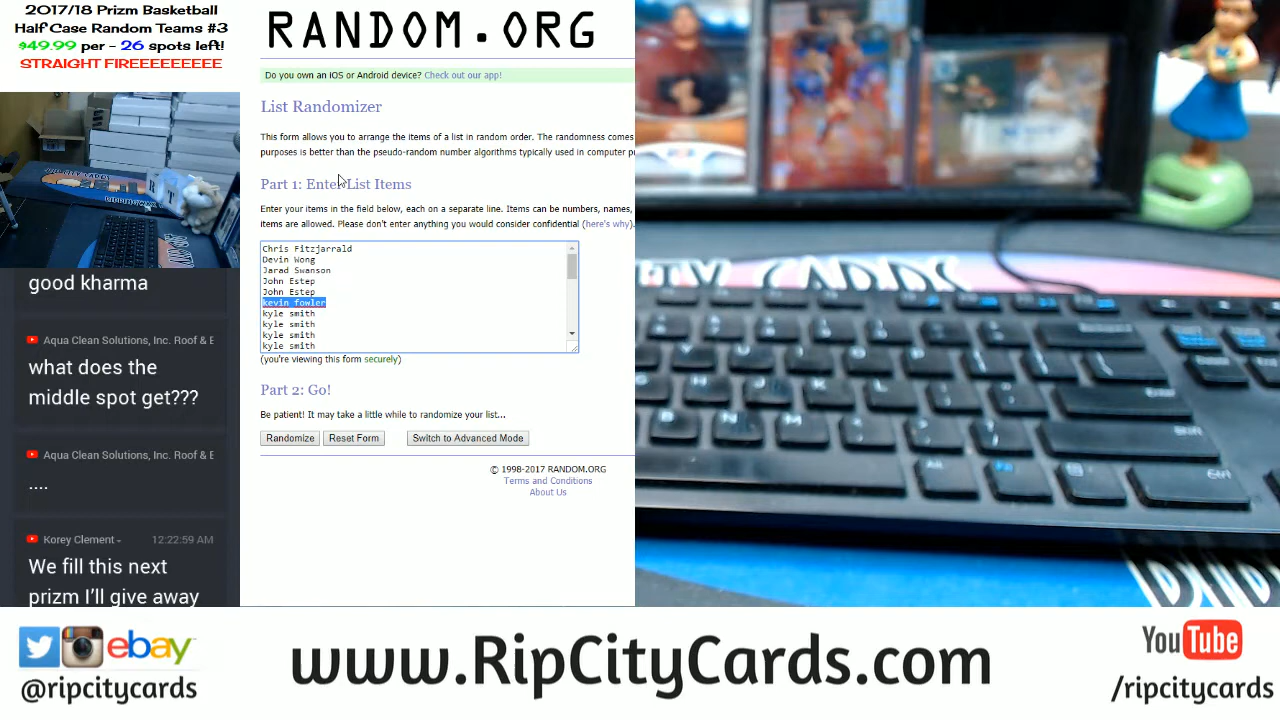 2017/18 Prizm Basketball
Half Case Random Teams #3
$49.99 per - 26 spots left!
STRAIGHT FIREEEEEEEEE
good kharma
Aqua Clean Solutions, Inc. Roof & E
what does the
middle spot get???
Aqua Clean Solutions, Inc. Roof & E
....
Korey Clement 12:22:59 AM
We fill this next
prizm I'll give away
RANDOM.ORG
Do you own an iOS or Android device? Check out our app!
List Randomizer
This form allows you to arrange the items of a list in random order. The randomness comes
purposes is better than the pseudo-random number algorithms typically used in computer
Part 1: Enter List Items
Enter your items in the field below, each on a separate line. Items can be numbers, names,
items are allowed. Please don't enter anything you would consider confidential (here's why).
Chris Fitzjarrald
Devin Wong
Jarad Swanson
John Estep
John Estep
kevin fowler
kyle smith
kyle smith
kyle smith
kyle smith
(you're viewing this form securely)
Part 2: Go!
Be patient! It may take a little while to randomize your list...
Randomize Reset Form Switch to Advanced Mode
© 1998-2017 RANDOM.ORG
Terms and Conditions
About Us
ebay
@ripcitycards
www.RipCityCards.com
YouTube
/ripcitycards